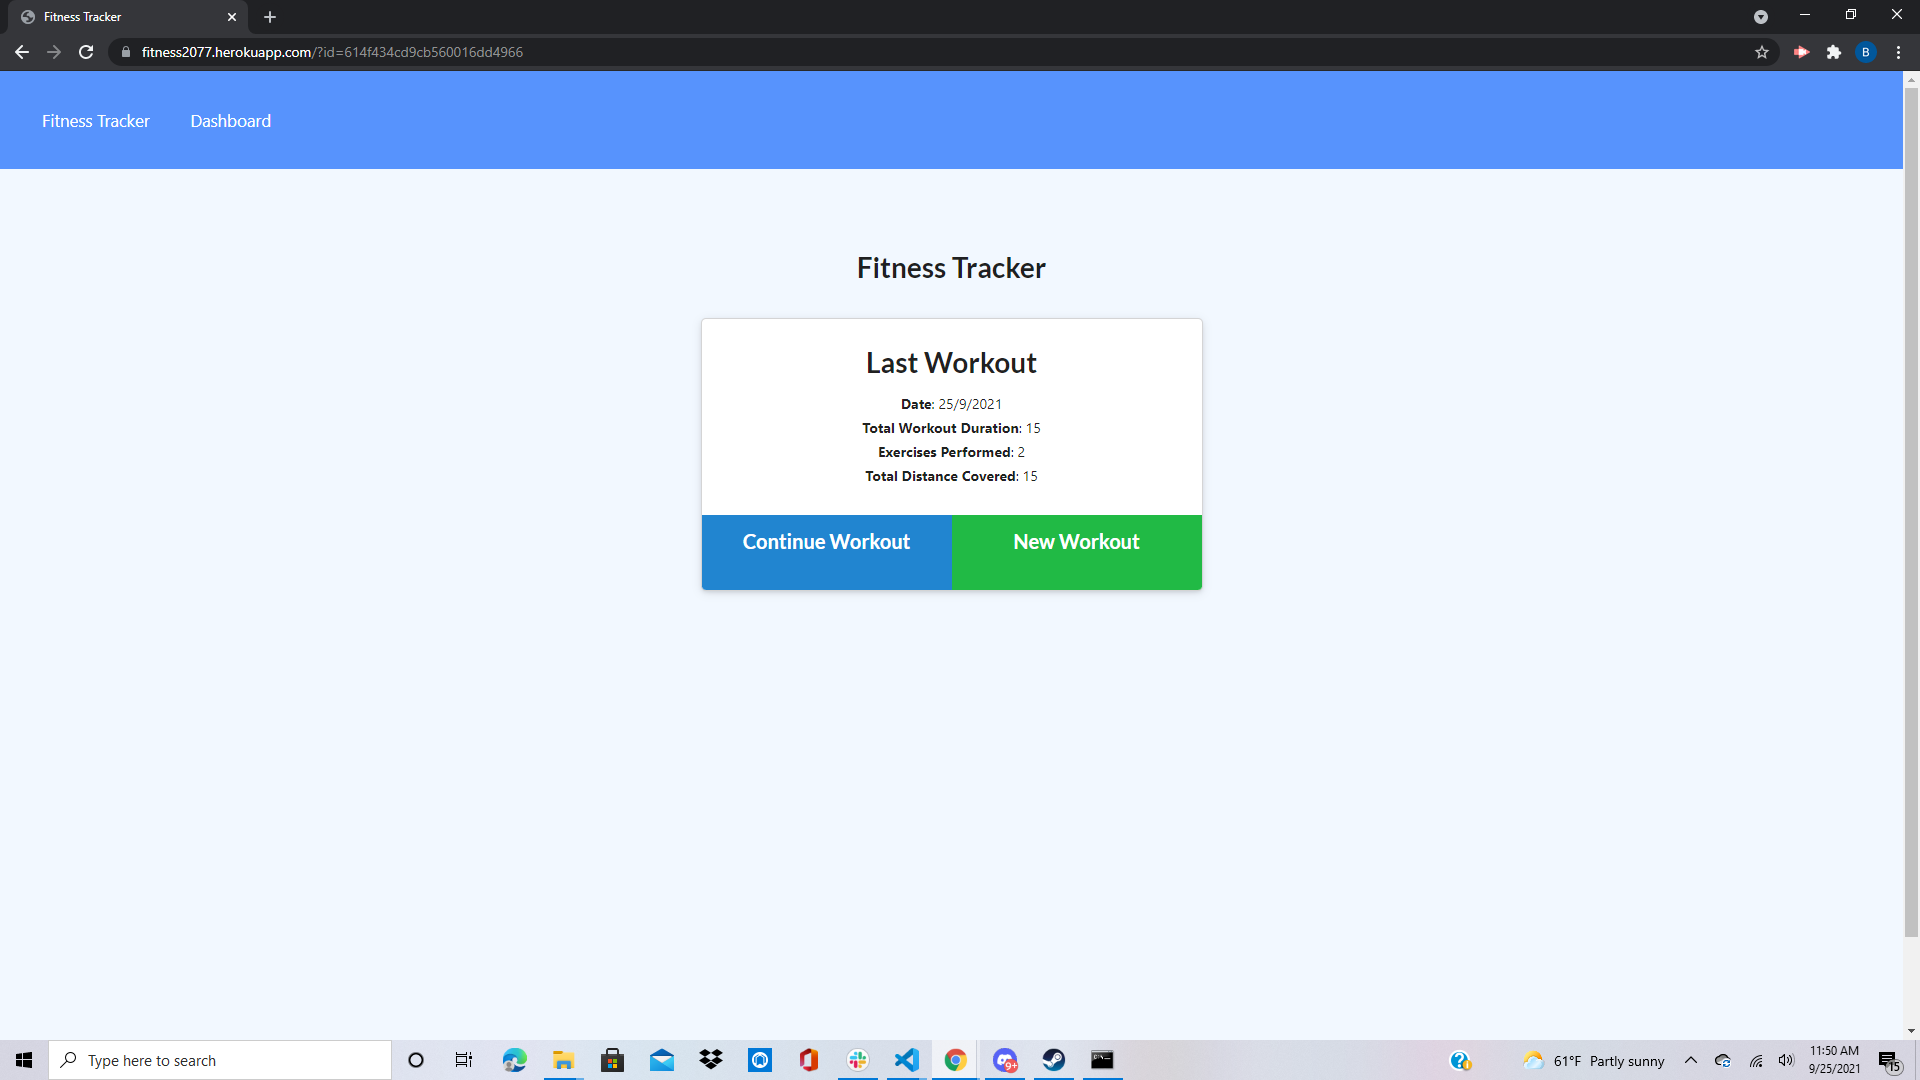 Fitness Tracker
fitness2077.herokuapp.com/?id=614f434cd9cb560016dd4966
B
Fitness Tracker Dashboard
Fitness Tracker
Last Workout
Date: 25/9/2021
Total Workout Duration: 15
Exercises Performed: 2
Total Distance Covered: 15
Continue Workout New Workout
Type here to search
9+
61°F Partly sunny
11:50 AM
9/25/2021
15